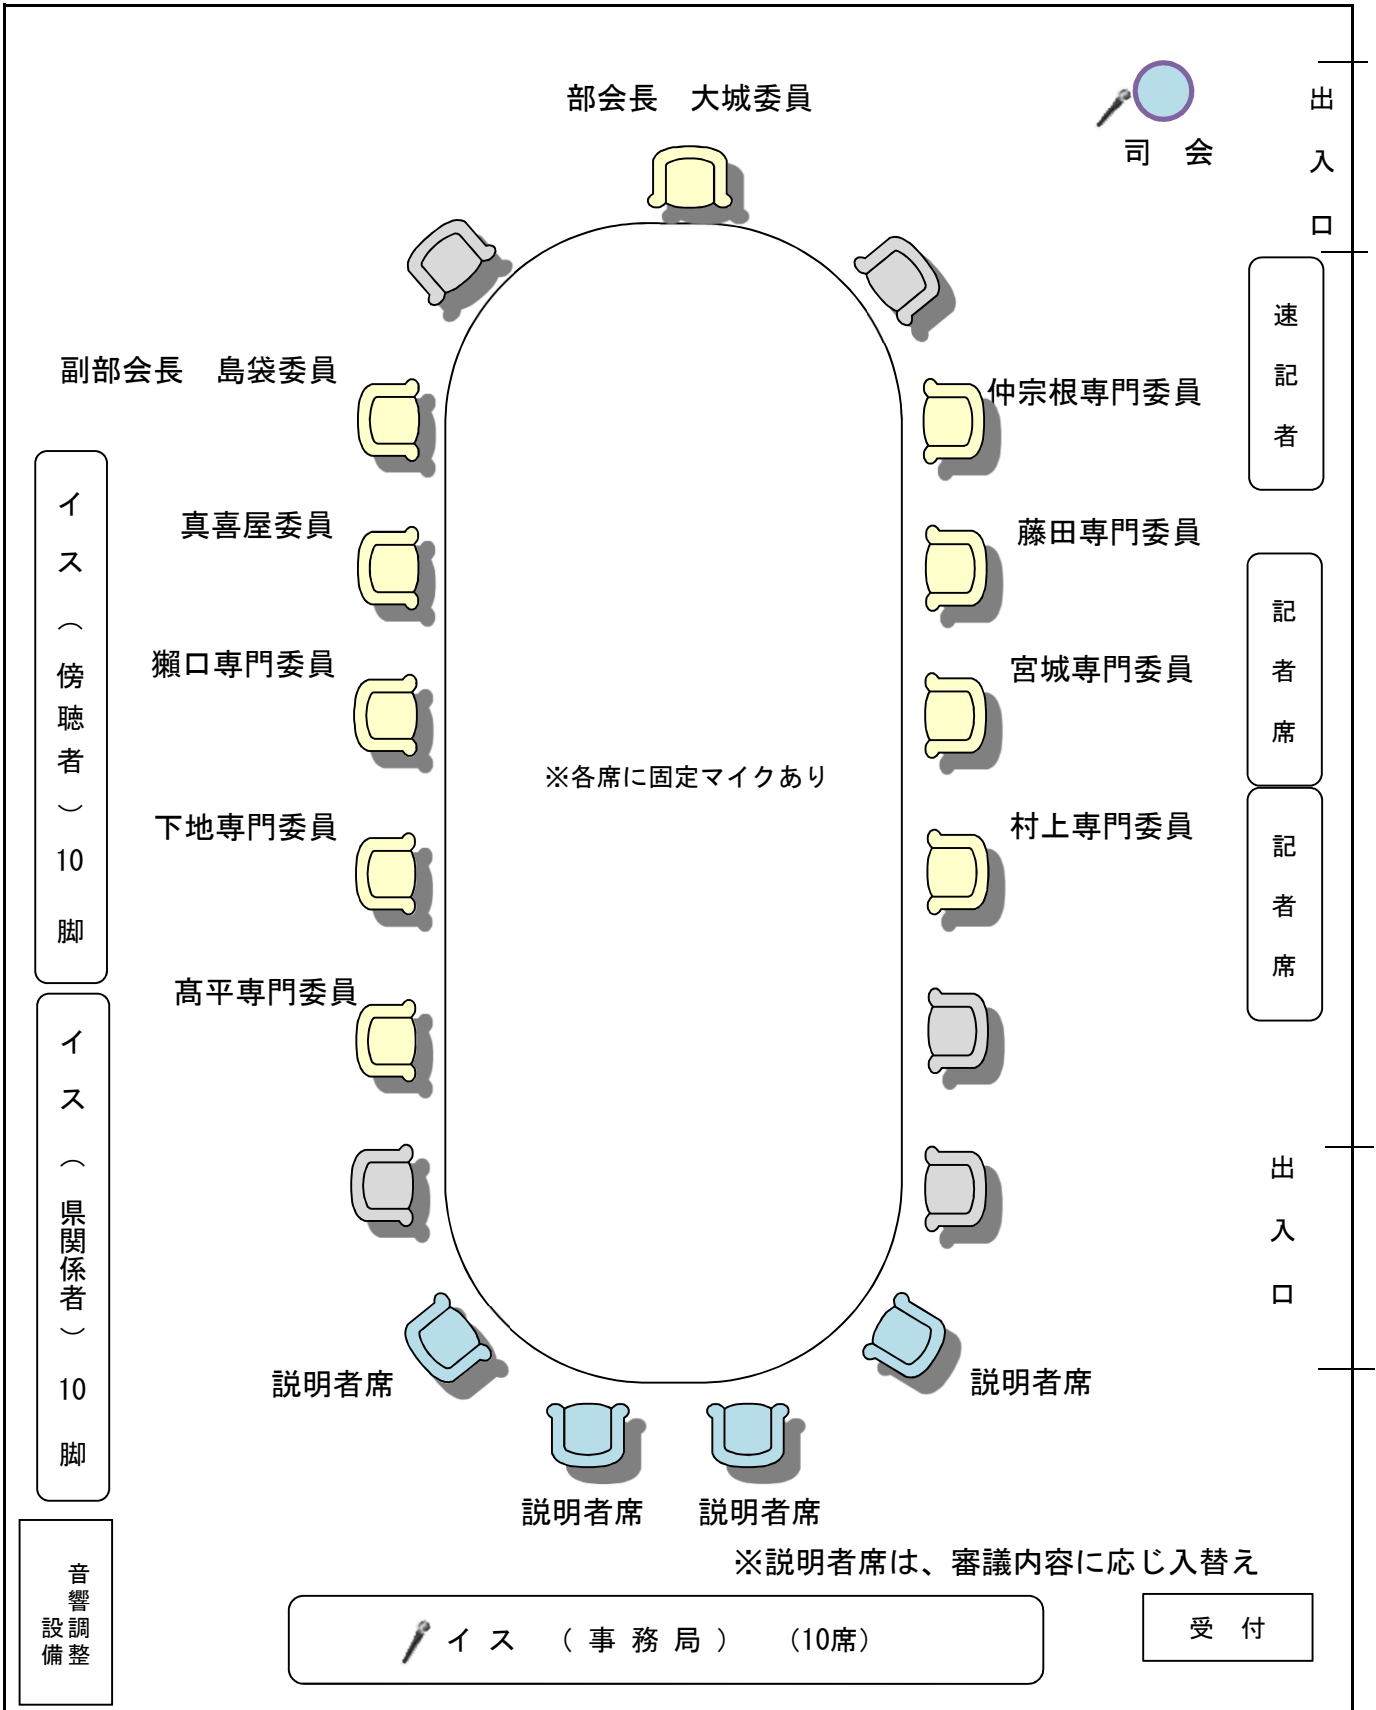 部会長　大城委員
司　会
出入口
速記者
副部会長　島袋委員
仲宗根専門委員
イス（傍聴者）10脚
真喜屋委員
藤田専門委員
記者席
獺口専門委員
宮城専門委員
※各席に固定マイクあり
下地専門委員
村上専門委員
記者席
髙平専門委員
イス（県関係者）10脚
出入口
説明者席
説明者席
説明者席
説明者席
※説明者席は、審議内容に応じ入替え
音響調整
設備
イス　（事務局）　（10席）
受　付